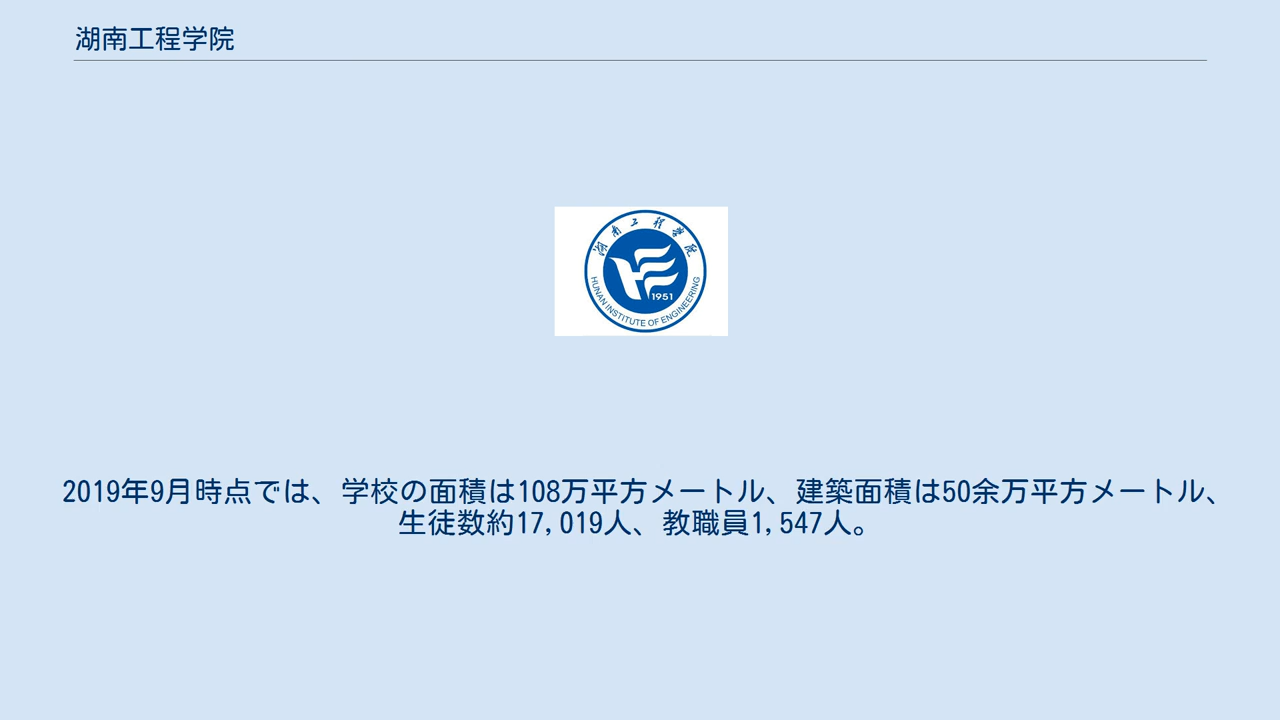 湖南工程学院
湖南工程学院
1951
HUNAN INSTITUTE OF ENGINEERING
2019年9月時点では、学校の面積は108万平方メートル、建築面積は50余万平方メートル、
生徒数約17,019人、教職員1,547人。